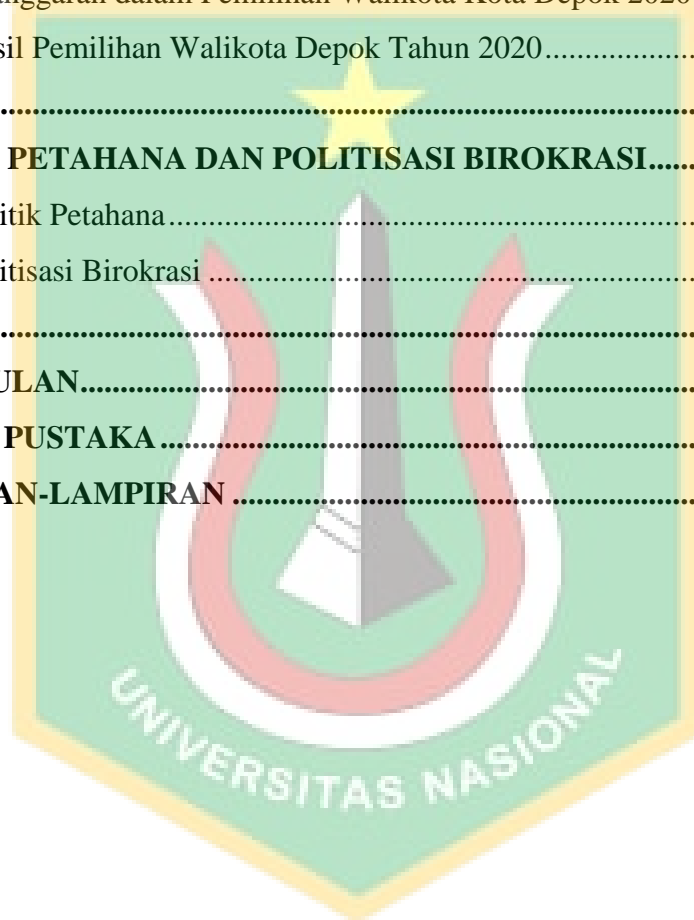 nggaran dalam Pemilihan Walikota Kota Depok 2020
sil Pemilihan Walikota Depok Tahun 2020....................
..............................................................................
PETAHANA DAN POLITISASI BIROKRASI......
itik Petahana..............................................................
itisasi Birokrasi..........................................................
..............................................................................
ULAN.......................................................................
PUSTAKA................................................................
AN-LAMPIRAN........................................................
UNIVERSITAS NASIONAL